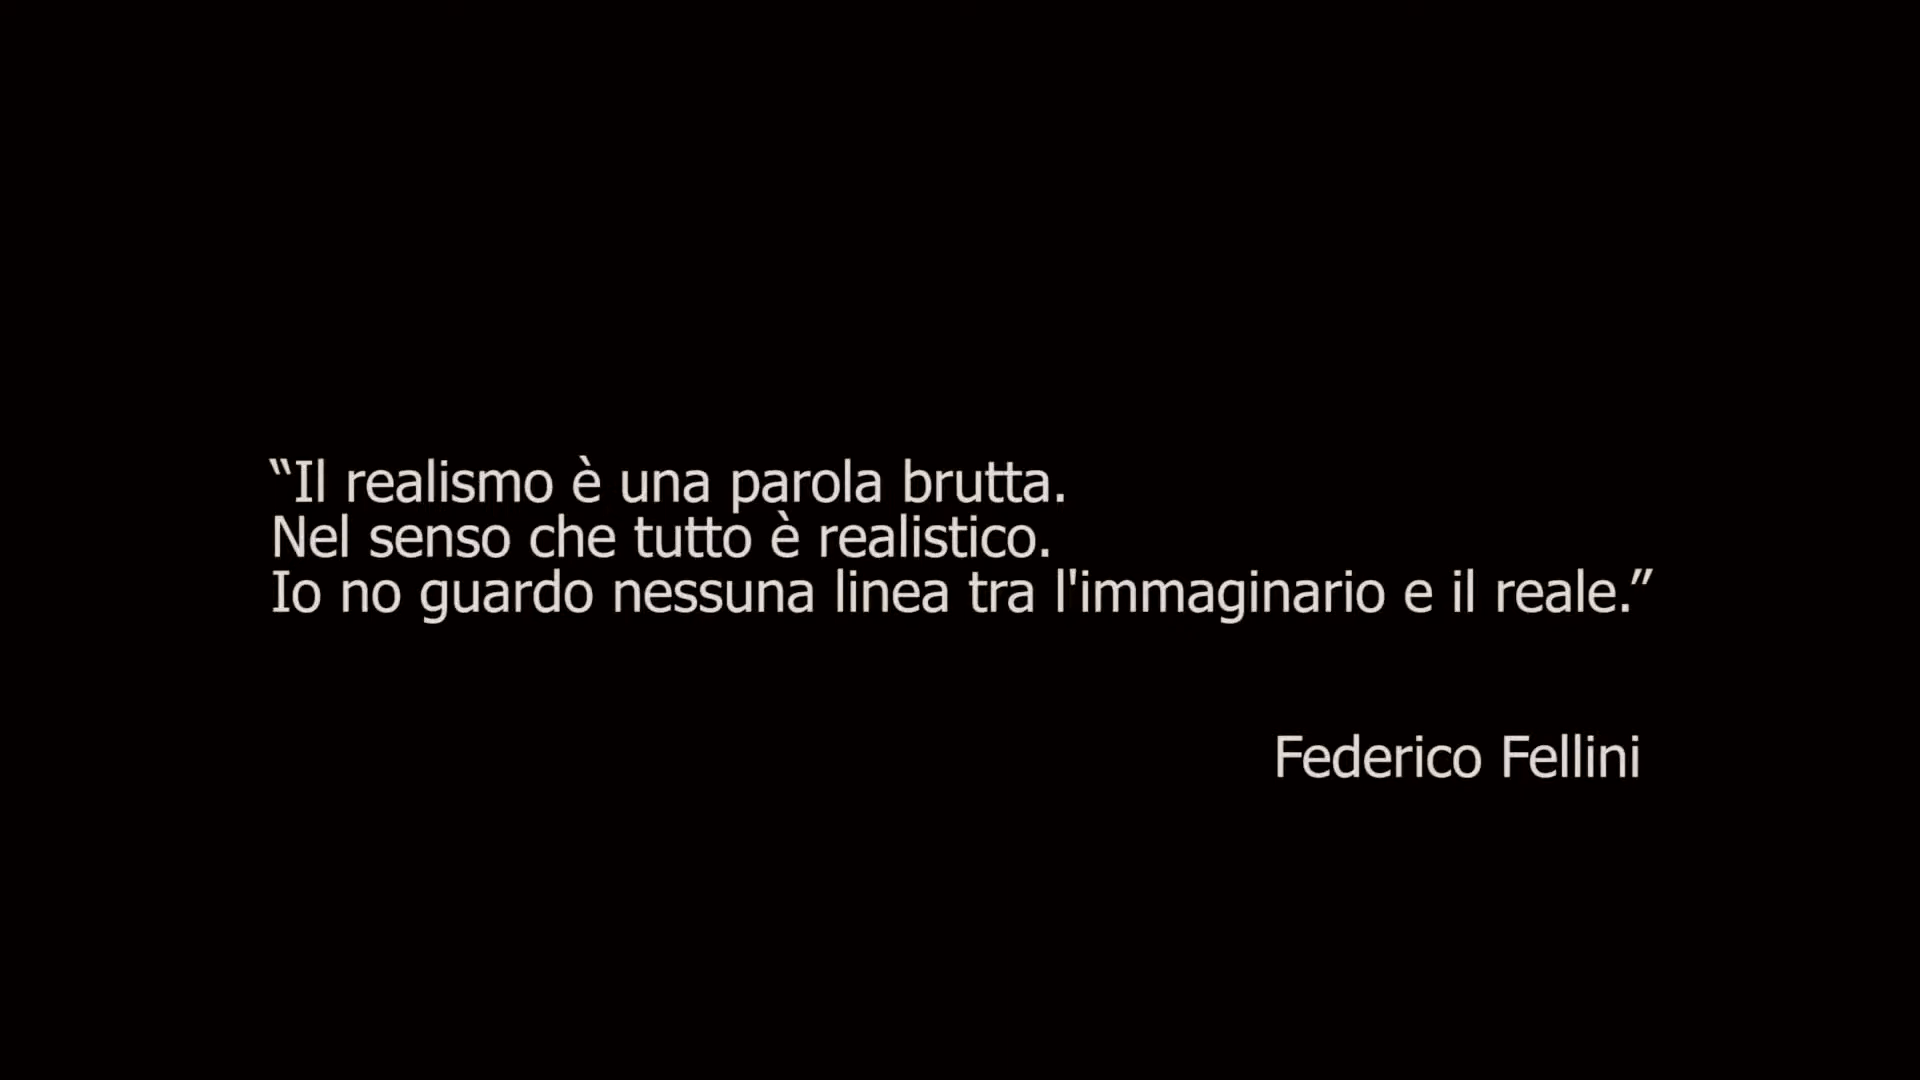 “Il realismo è una parola brutta.
Nel senso che tutto è realistico.
Io no guardo nessuna linea tra l'immaginario e il reale.”
Federico Fellini